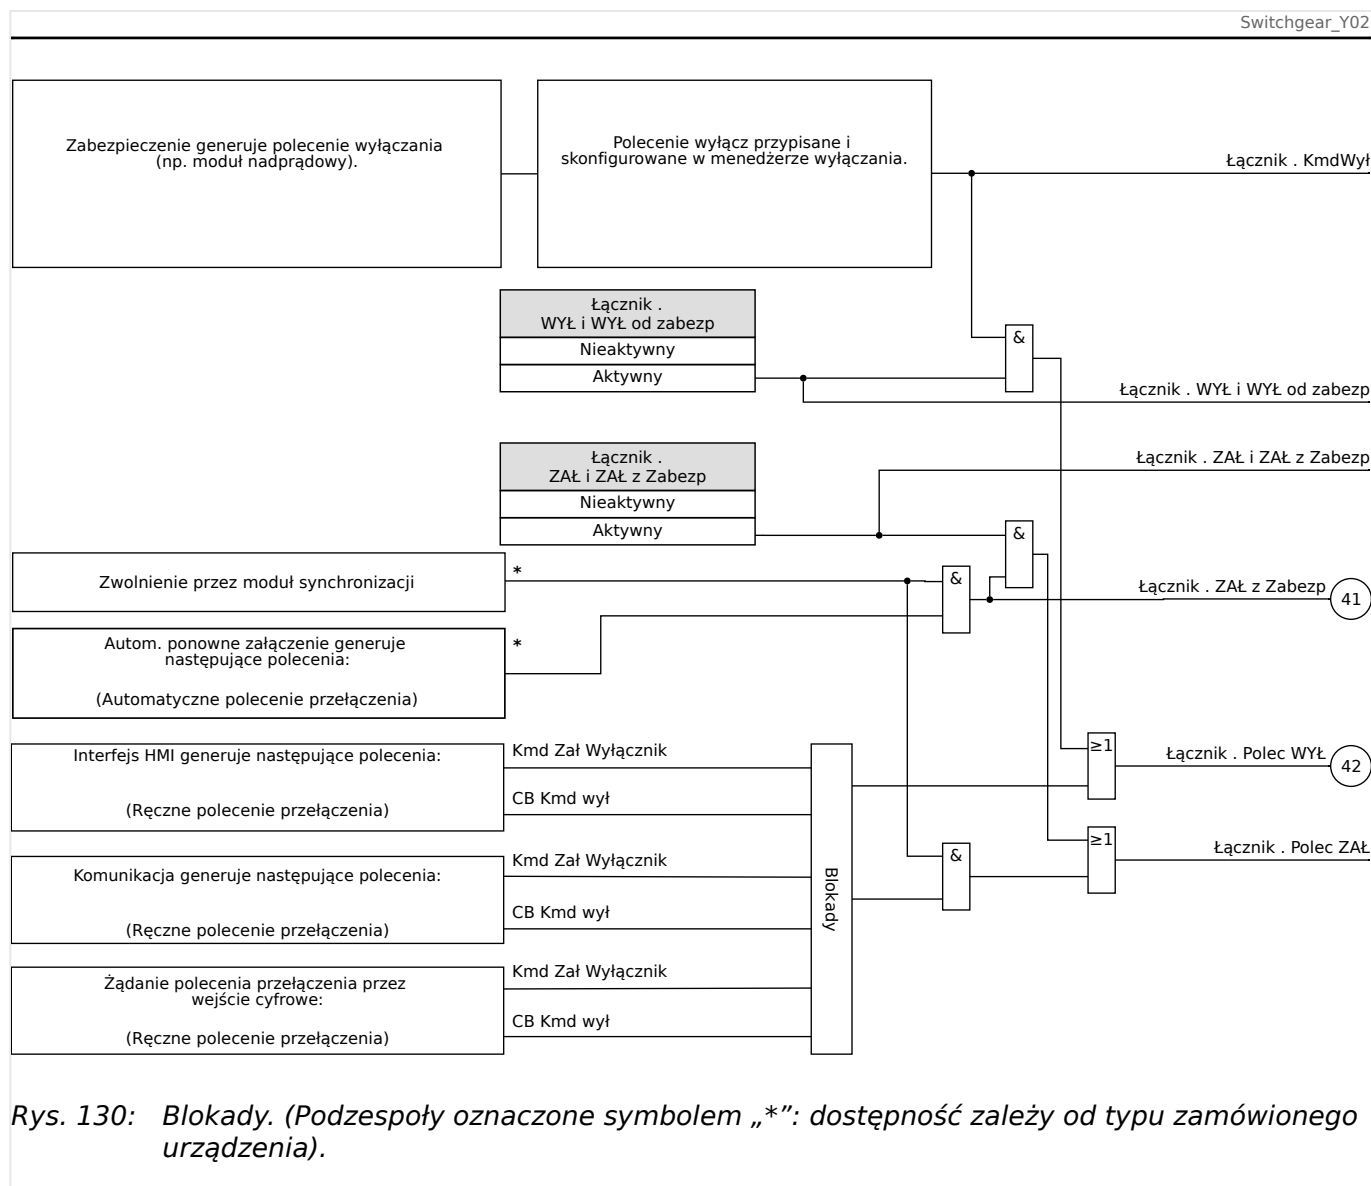 Switchgear_Y02
Zabezpieczenie generuje polecenie wyłączania
(np. moduł nadprądowy).
Polecenie wyłącz przypisane i
skonfigurowane w menedżerze wyłączania.
Łącznik . KmdWył
Łącznik .
WYŁ i WYŁ od zabezp
Nieaktywny
Aktywny
&
Łącznik . WYŁ i WYŁ od zabezp
Łącznik .
ZAŁ i ZAŁ z Zabezp
Nieaktywny
Aktywny
Łącznik . ZAŁ i ZAŁ z Zabezp
&
Zwolnienie przez moduł synchronizacji
*
&
Łącznik . ZAŁ z Zabezp
41
Autom. ponowne załączenie generuje
następujące polecenia:
(Automatyczne polecenie przełączenia)
*
Interfejs HMI generuje następujące polecenia:
(Ręczne polecenie przełączenia)
Kmd Zał Wyłącznik
CB Kmd wył
≥1
Łącznik . Polec WYŁ
42
Komunikacja generuje następujące polecenia:
(Ręczne polecenie przełączenia)
Kmd Zał Wyłącznik
CB Kmd wył
Blokady
&
≥1
Łącznik . Polec ZAŁ
Żądanie polecenia przełączenia przez
wejście cyfrowe:
(Ręczne polecenie przełączenia)
Kmd Zał Wyłącznik
CB Kmd wył
Rys. 130: Blokady. (Podzespoły oznaczone symbolem „*”: dostępność zależy od typu zamówionego
urządzenia).